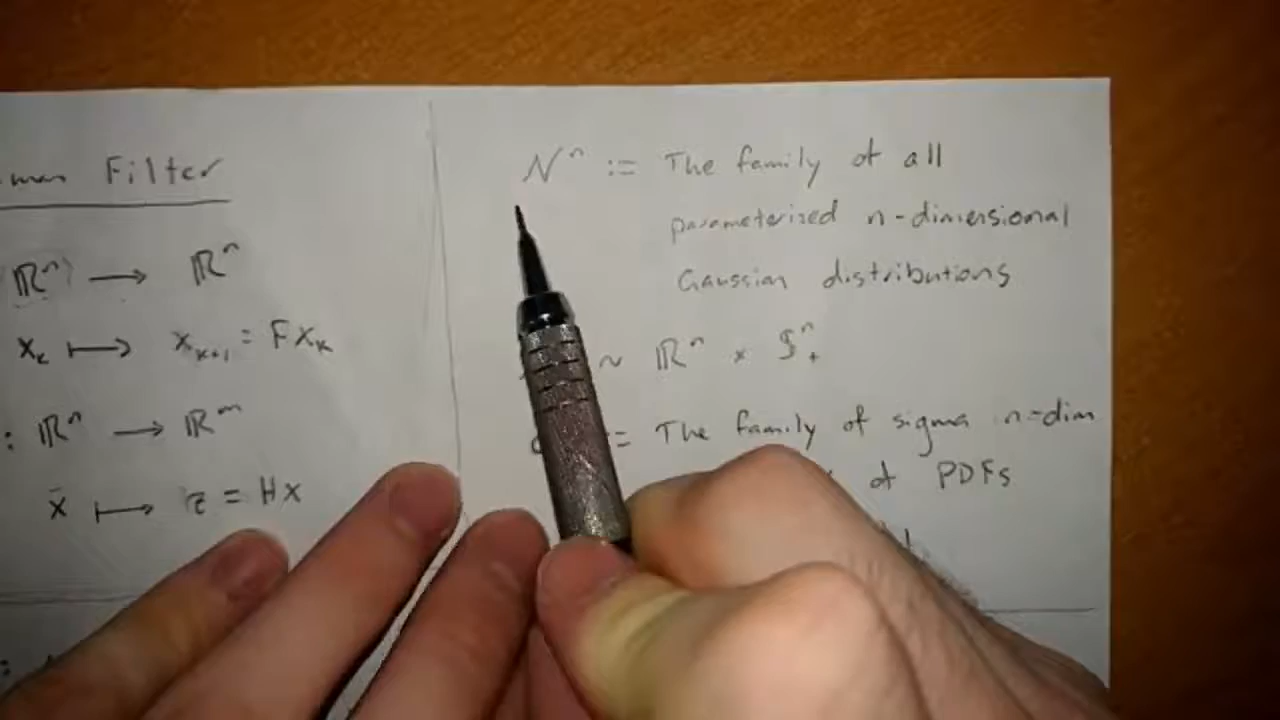 Filter
ℝⁿ → ℝⁿ
xₖ ↦ xₖ₊₁ = Fxₖ
: ℝⁿ → ℝᵐ
x̄ ↦ z = Hx
𝒩ⁿ := The family of all
parameterized n-dimensional
Gaussian distributions
~ ℝⁿ × 𝕊ⁿ₊
= The family of sigma n-dim
of PDFs